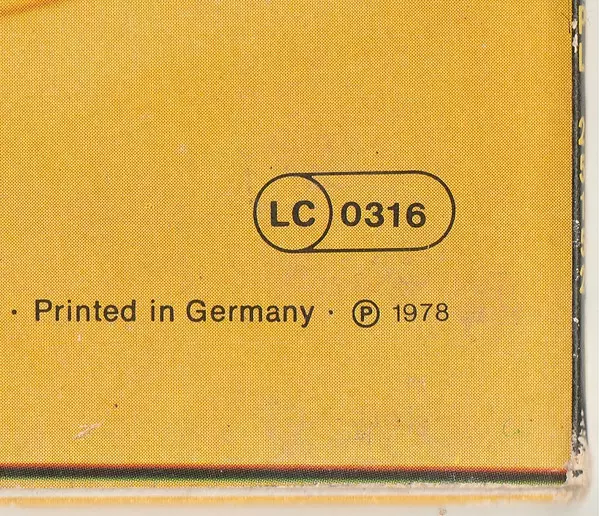 LC 0316
· Printed in Germany · ℗ 1978